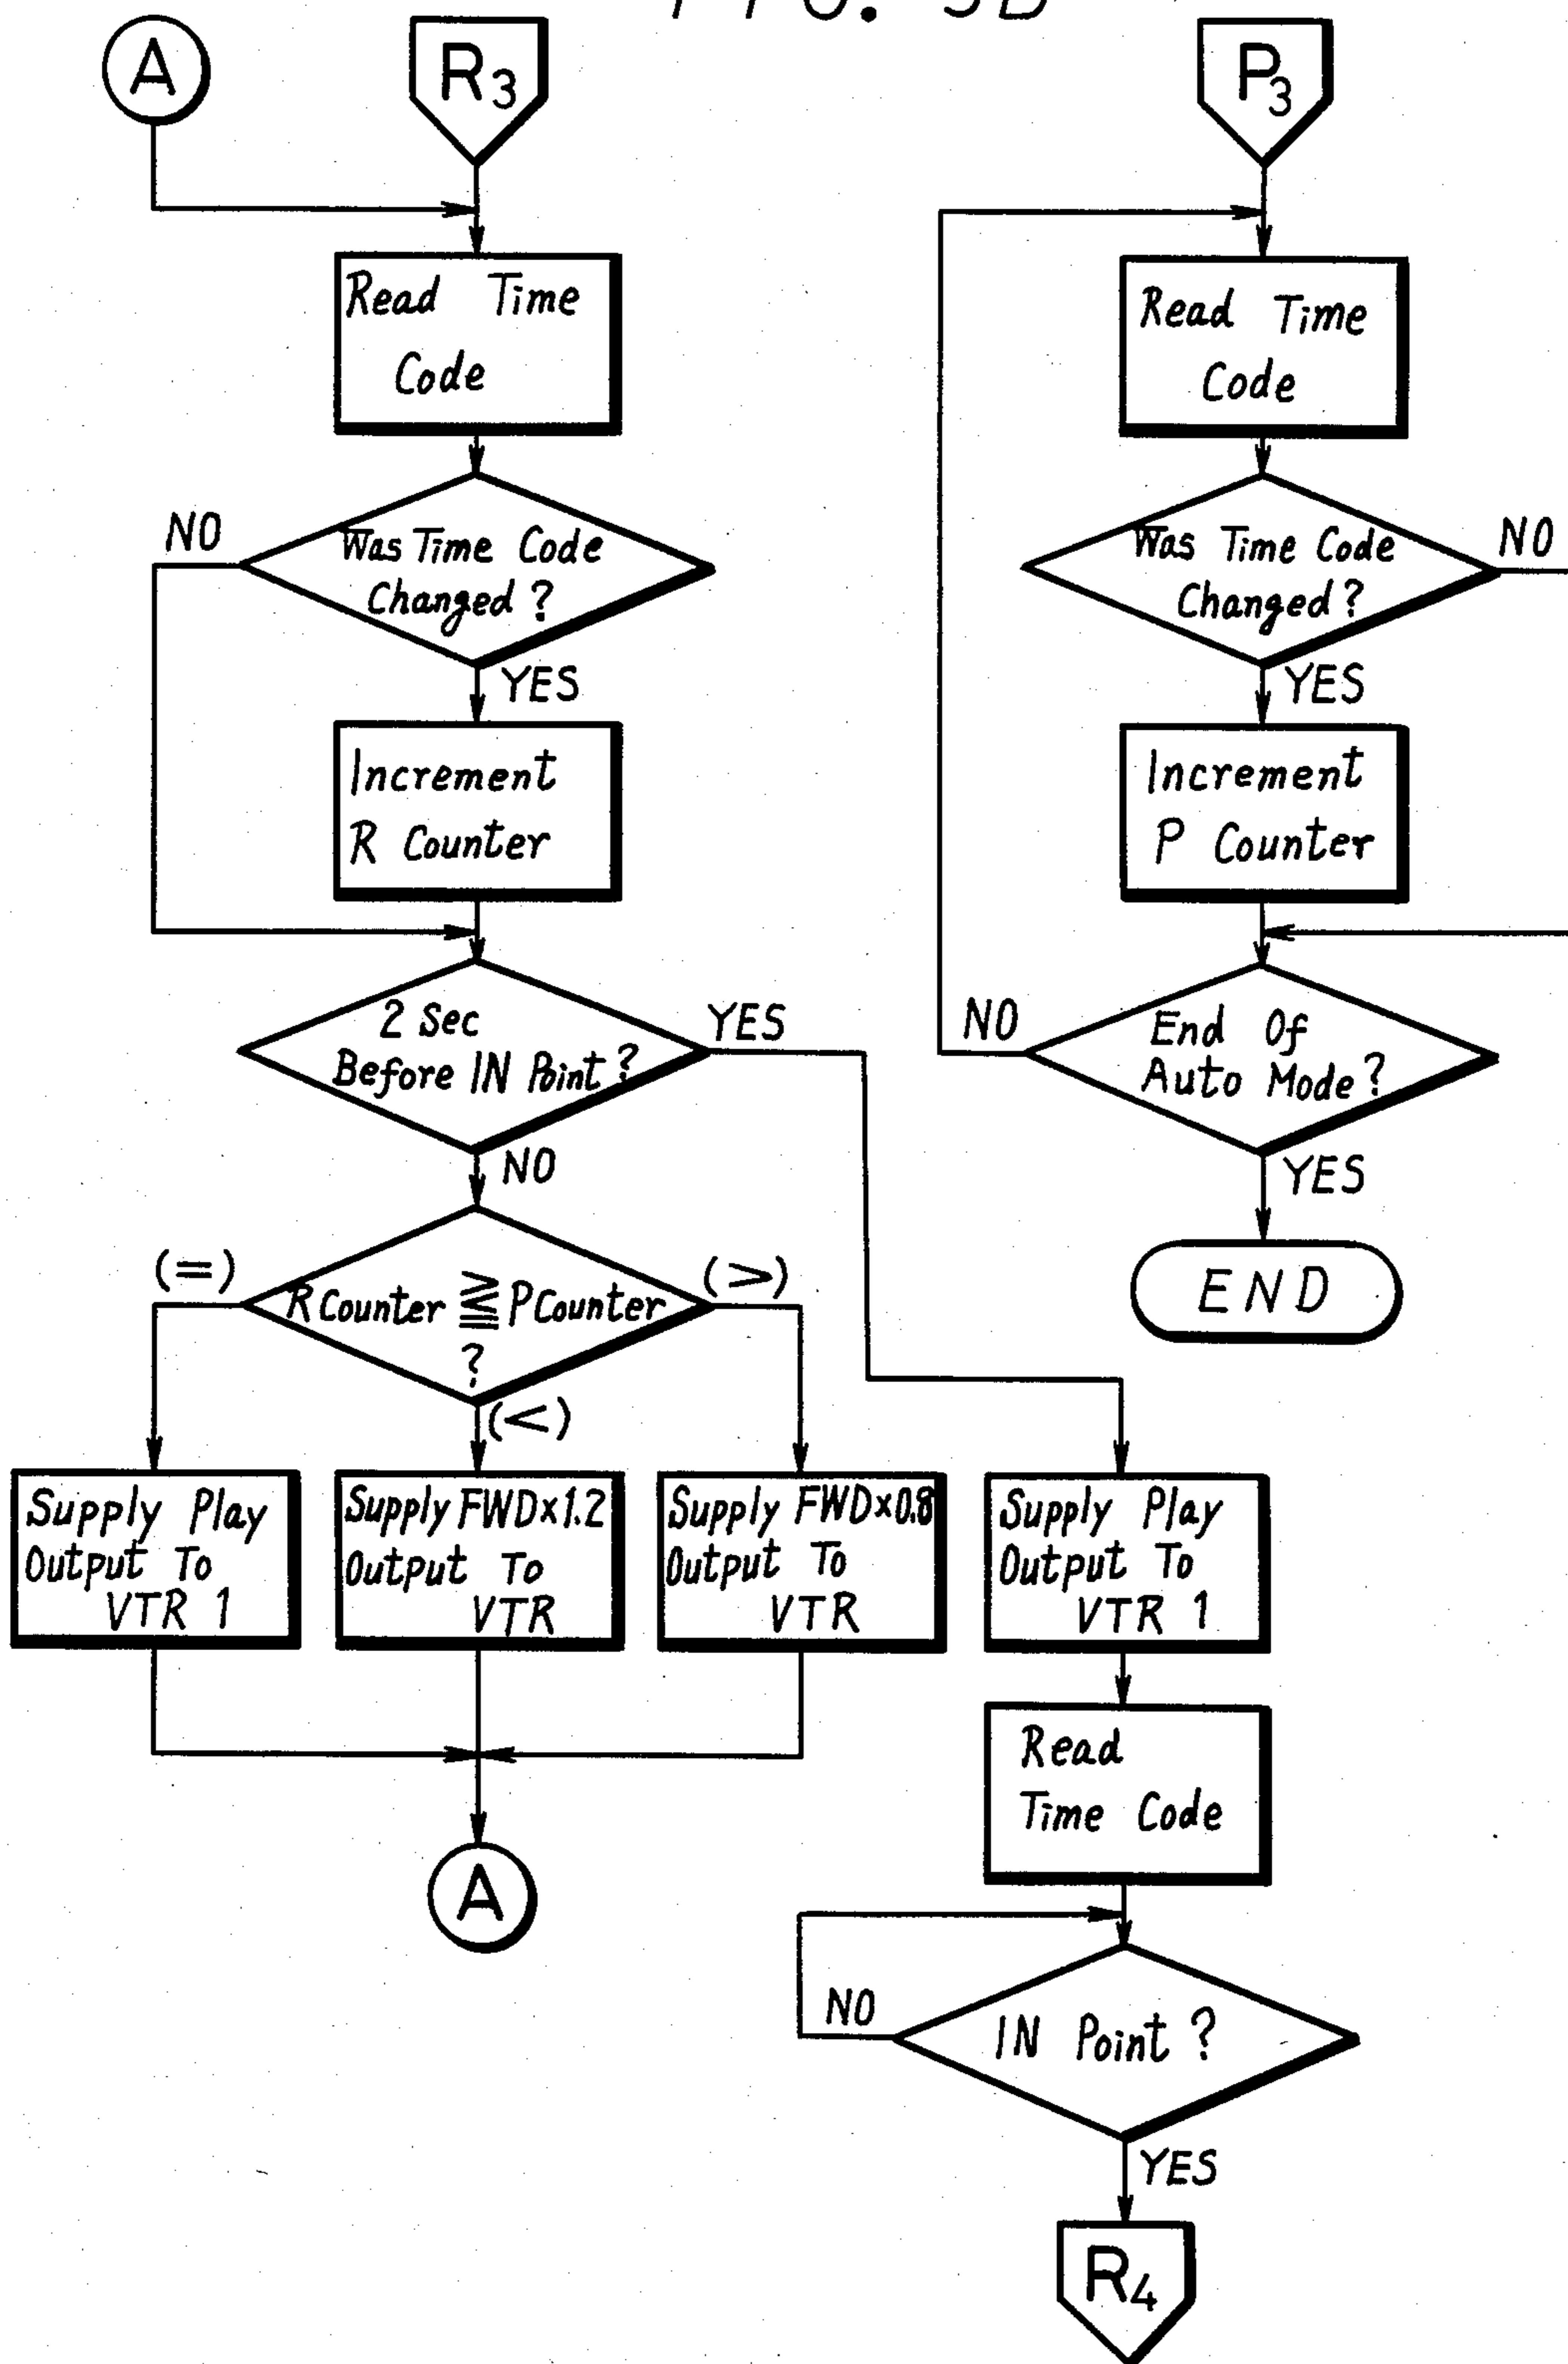 FIG. 5B
A
R3
Read Time
Code
NO
Was Time Code
Changed ?
YES
Increment
R Counter
2 Sec
Before IN Point ?
YES
NO
(=)
R Counter ≧≦ P Counter
?
(>)
(<)
Supply Play
Output To
VTR 1
Supply FWD×1.2
Output To
VTR
Supply FWD×0.8
Output To
VTR
A
Supply Play
Output To
VTR 1
Read
Time Code
NO
IN Point ?
YES
R4
P3
Read Time
Code
Was Time Code
Changed ?
NO
YES
Increment
P Counter
NO
End Of
Auto Mode ?
YES
END